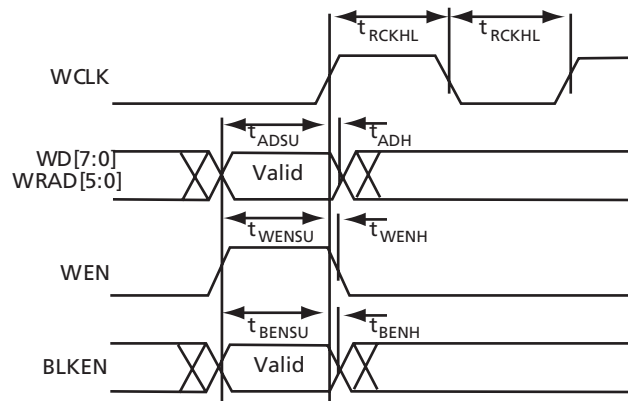 tRCKHL tRCKHL
WCLK
tADSU tADH
WD[7:0]
WRAD[5:0]
Valid
tWENSU tWENH
WEN
tBENSU tBENH
BLKEN
Valid